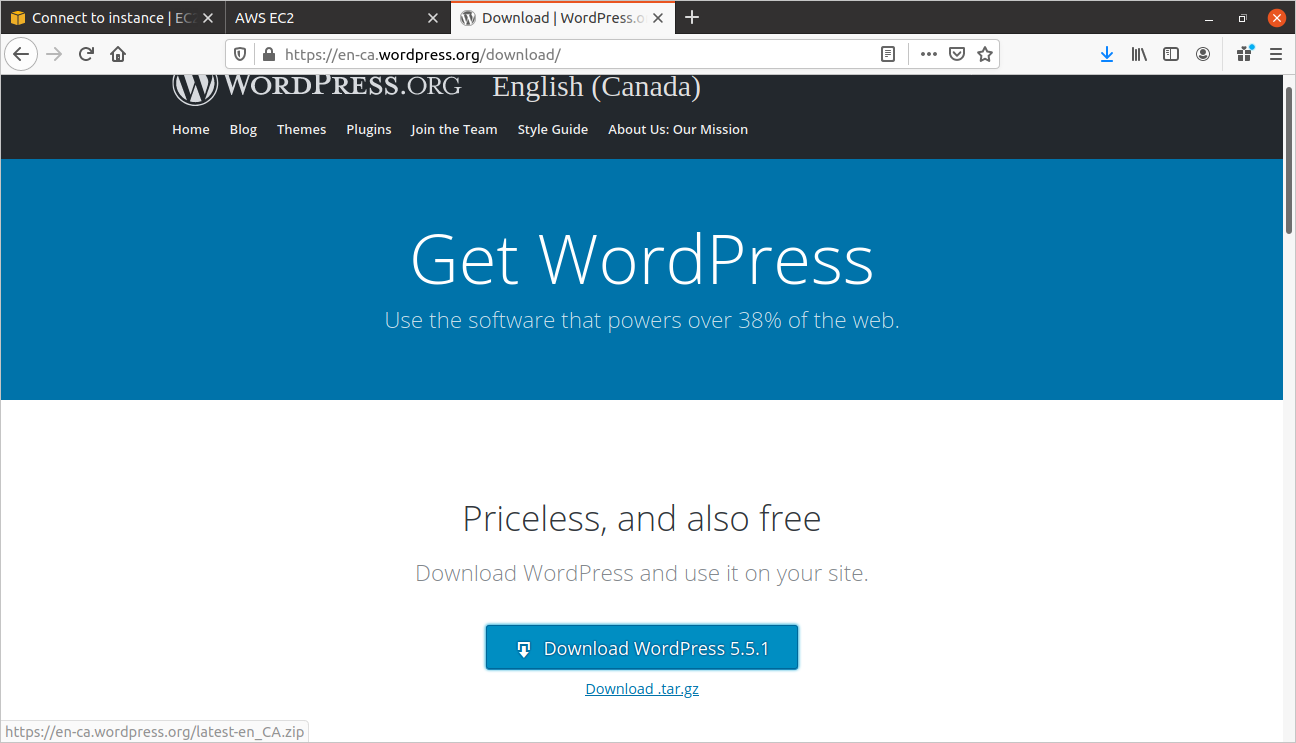 Connect to instance | EC2
AWS EC2
Download | WordPress.o
https://en-ca.wordpress.org/download/
WORDPRESS.ORG English (Canada)
Home Blog Themes Plugins Join the Team Style Guide About Us: Our Mission
Get WordPress
Use the software that powers over 38% of the web.
Priceless, and also free
Download WordPress and use it on your site.
Download WordPress 5.5.1
Download .tar.gz
https://en-ca.wordpress.org/latest-en_CA.zip